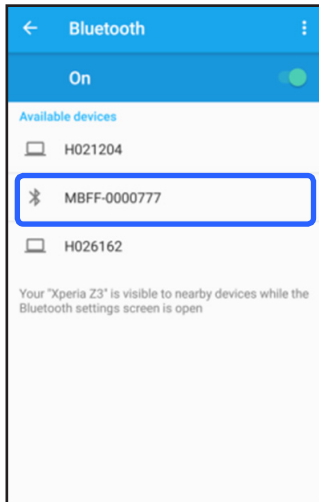 Bluetooth
On
Available devices
H021204
MBFF-0000777
H026162
Your "Xperia Z3" is visible to nearby devices while the
Bluetooth settings screen is open